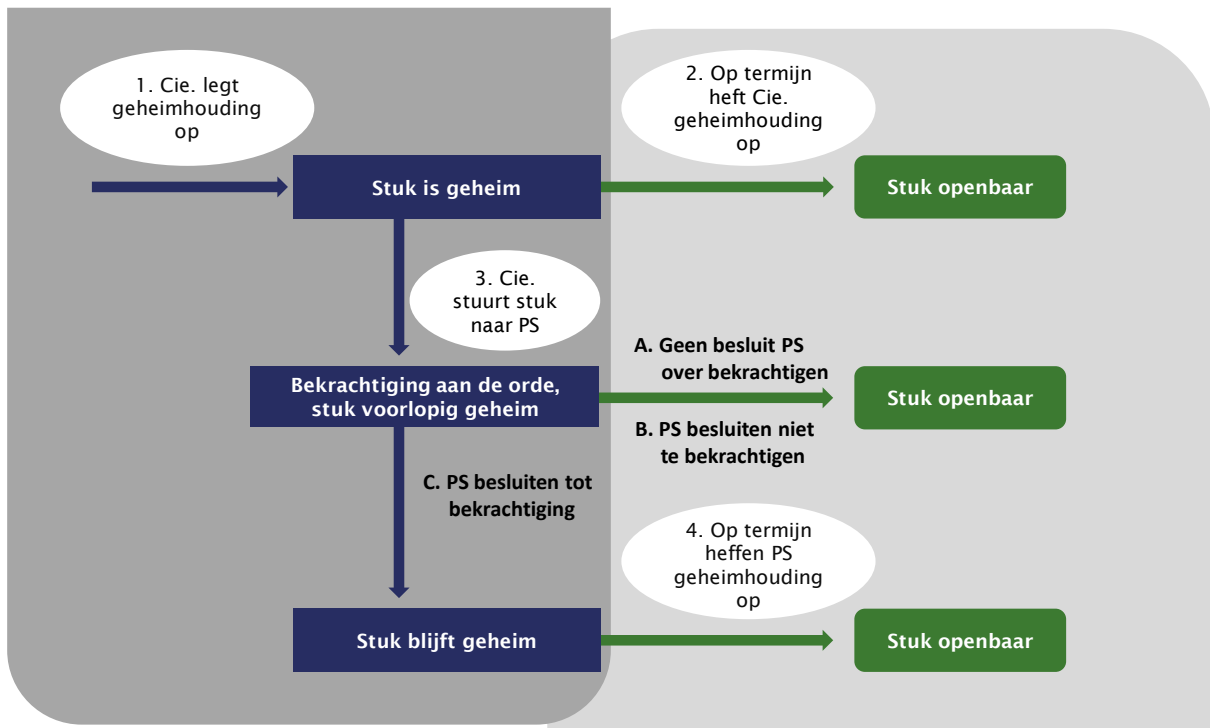 1. Cie. legt
geheimhouding
op
2. Op termijn
heft Cie.
geheimhouding
op
Stuk is geheim
Stuk openbaar
3. Cie.
stuurt stuk
naar PS
A. Geen besluit PS
over bekrachtigen
Bekrachtiging aan de orde,
stuk voorlopig geheim
Stuk openbaar
B. PS besluiten niet
te bekrachtigen
C. PS besluiten tot
bekrachtiging
4. Op termijn
heffen PS
geheimhouding
op
Stuk blijft geheim
Stuk openbaar